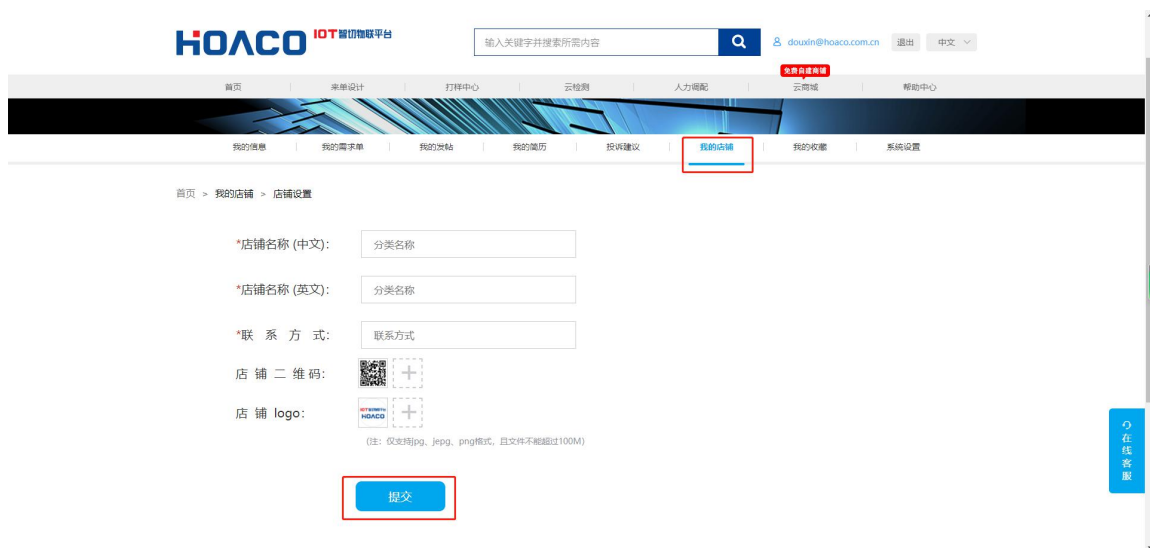 HOACO IOT智切物联平台
输入关键字并搜索所需内容
douxin@hoaco.com.cn 退出 中文
免费自建商铺
首页 来单设计 打样中心 云检测 人力调配 云商城 帮助中心
我的信息 我的需求单 我的发帖 我的简历 投诉建议 我的店铺 我的收藏 系统设置
首页 > 我的店铺 > 店铺设置
*店铺名称 (中文): 分类名称
*店铺名称 (英文): 分类名称
*联 系 方 式: 联系方式
店 铺 二 维 码:
店 铺 logo: HOACO
(注: 仅支持jpg、jepg、png格式, 且文件不能超过100M)
提交
在线客服